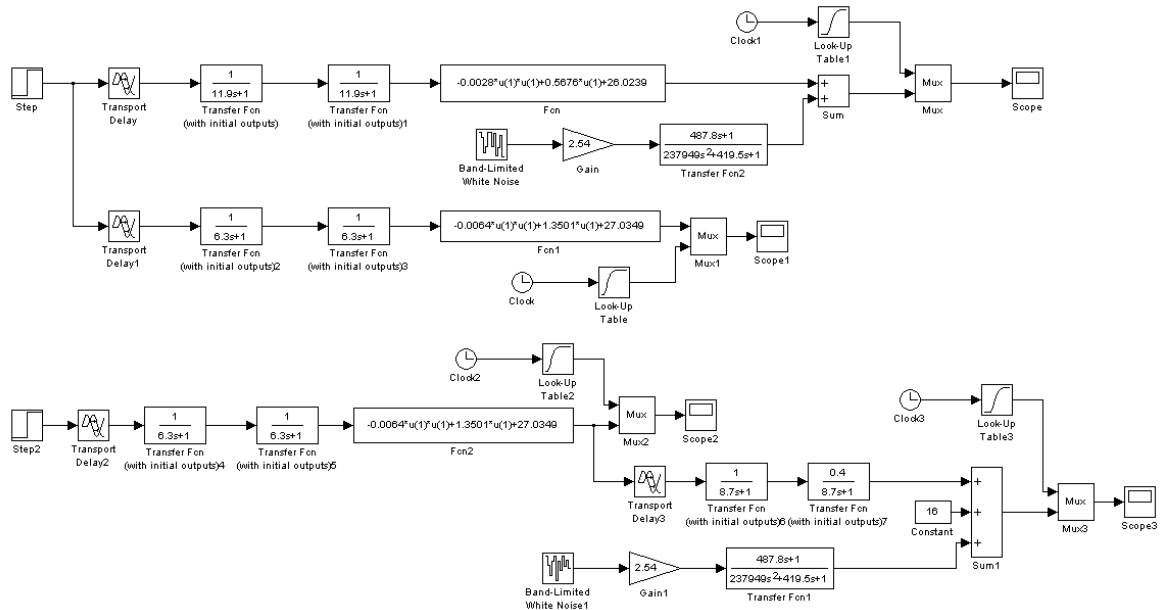 Clock1
Look-Up
Table1
Step
Transport
Delay
1
11.9s+1
Transfer Fcn
(with initial outputs)
1
11.9s+1
Transfer Fcn
(with initial outputs)1
-0.0028*u(1)*u(1)+0.5676*u(1)+26.0239
Fcn
+
+
Sum
Mux
Mux
Scope
Band-Limited
White Noise
2.54
Gain
487.8s+1
237949s²+419.5s+1
Transfer Fcn2
Transport
Delay1
1
6.3s+1
Transfer Fcn
(with initial outputs)2
1
6.3s+1
Transfer Fcn
(with initial outputs)3
-0.0064*u(1)*u(1)+1.3501*u(1)+27.0349
Fcn1
Mux
Mux1
Scope1
Clock
Look-Up
Table
Clock2
Look-Up
Table2
Step2
Transport
Delay2
1
6.3s+1
Transfer Fcn
(with initial outputs)4
1
6.3s+1
Transfer Fcn
(with initial outputs)5
-0.0064*u(1)*u(1)+1.3501*u(1)+27.0349
Fcn2
Mux
Mux2
Scope2
Clock3
Look-Up
Table3
Transport
Delay3
1
8.7s+1
Transfer Fcn
(with initial outputs)6
0.4
8.7s+1
Transfer Fcn
(with initial outputs)7
16
Constant
+
+
+
Sum1
Mux
Mux3
Scope3
Band-Limited
White Noise1
2.54
Gain1
487.8s+1
237949s²+419.5s+1
Transfer Fcn1